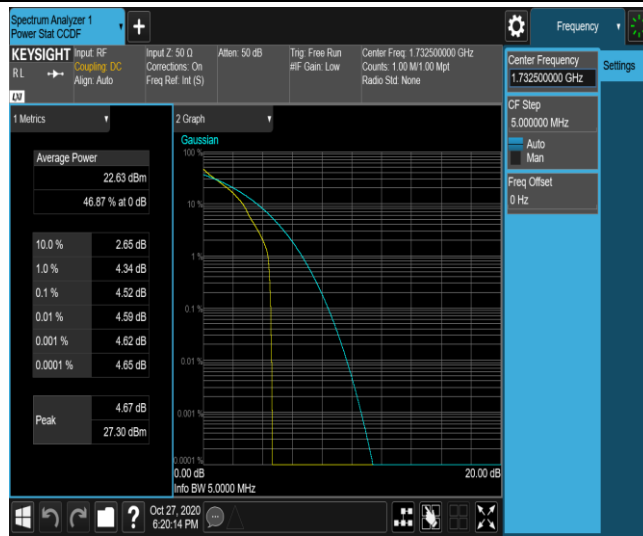 Spectrum Analyzer 1
Power Stat CCDF
Frequency
KEYSIGHT
RL
LXI
Input: RF
Coupling: DC
Align: Auto
Input Z: 50 Ω
Corrections: On
Freq Ref: Int (S)
Atten: 50 dB
Trig: Free Run
#IF Gain: Low
Center Freq: 1.732500000 GHz
Counts: 1.00 M/1.00 Mpt
Radio Std: None
Center Frequency
1.732500000 GHz
Settings
CF Step
5.000000 MHz
Auto
Man
Freq Offset
0 Hz
1 Metrics
Average Power
22.63 dBm
46.87 % at 0 dB
10.0 % 2.65 dB
1.0 % 4.34 dB
0.1 % 4.52 dB
0.01 % 4.59 dB
0.001 % 4.62 dB
0.0001 % 4.65 dB
Peak
4.67 dB
27.30 dBm
2 Graph
Gaussian
100 %
10 %
1 %
0.1 %
0.01 %
0.001 %
0.0001 %
0.00 dB
20.00 dB
Info BW 5.0000 MHz
?
Oct 27, 2020
6:20:14 PM